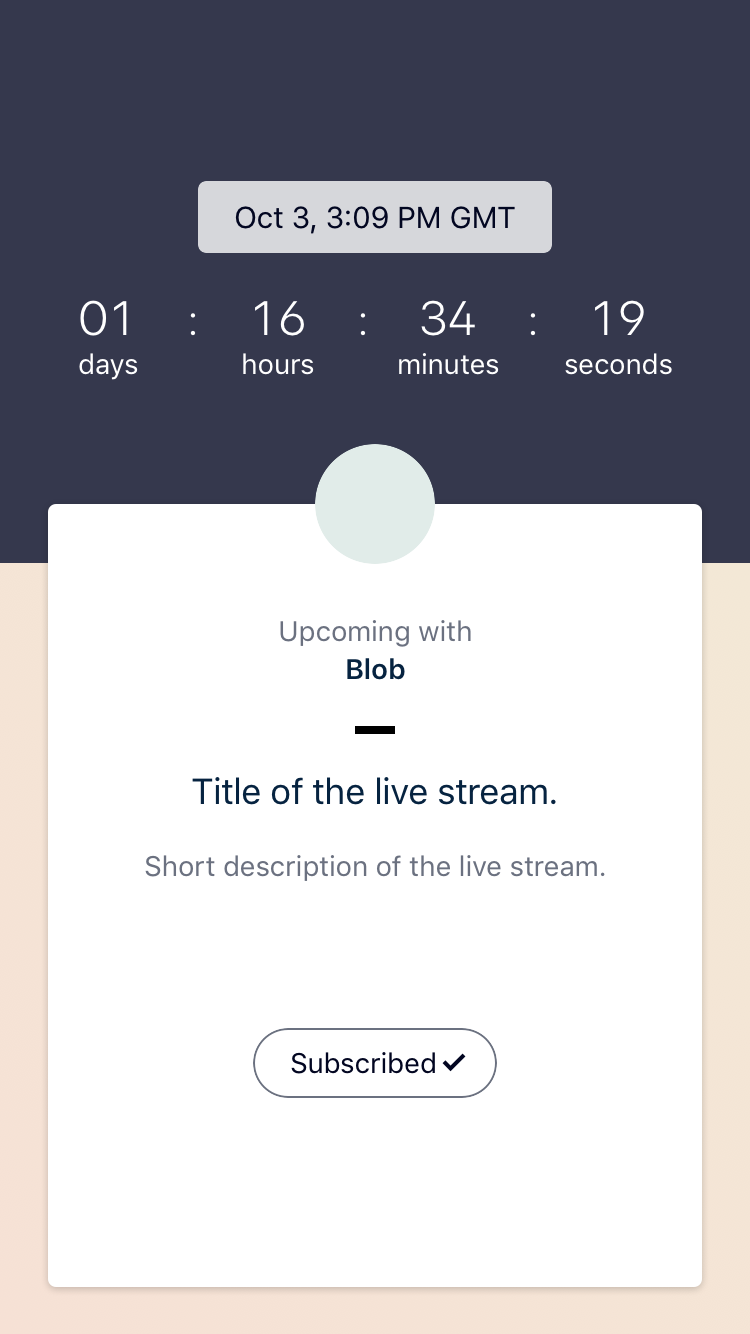 Oct 3, 3:09 PM GMT
01 : 16 : 34 : 19
days hours minutes seconds
Upcoming with
Blob
Title of the live stream.
Short description of the live stream.
Subscribed ✓